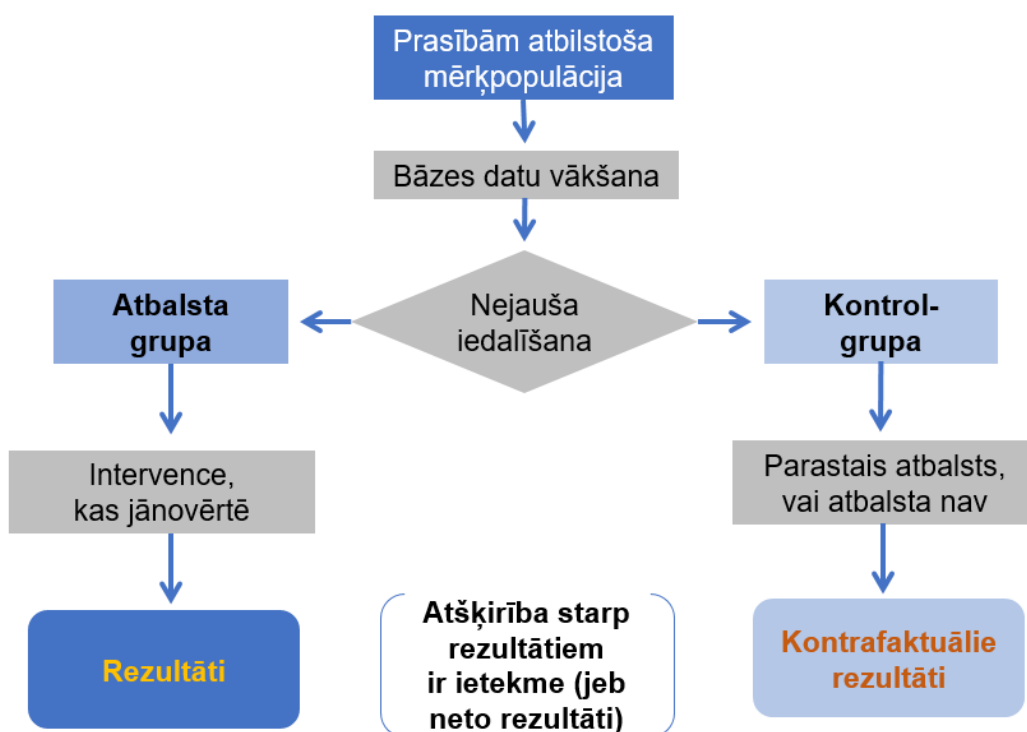 Prasībām atbilstoša
mērķpopulācija
Bāzes datu vākšana
Nejauša
iedalīšana
Atbalsta
grupa
Kontrol-
grupa
Intervence,
kas jānovērtē
Parastais atbalsts,
vai atbalsta nav
Rezultāti
Atšķirība starp
rezultātiem
ir ietekme (jeb
neto rezultāti)
Kontrafaktuālie
rezultāti